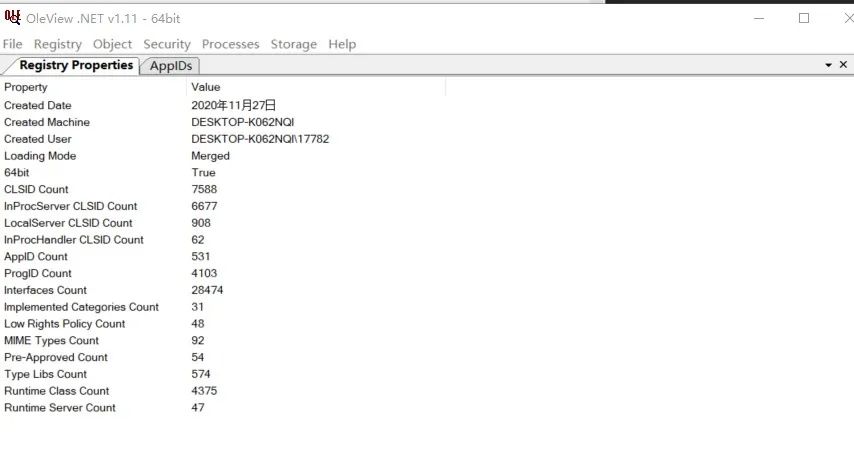 OleView .NET v1.11 - 64bit
File Registry Object Security Processes Storage Help
Registry Properties AppIDs
Property Value
Created Date 2020年11月27日
Created Machine DESKTOP-K062NQI
Created User DESKTOP-K062NQI\17782
Loading Mode Merged
64bit True
CLSID Count 7588
InProcServer CLSID Count 6677
LocalServer CLSID Count 908
InProcHandler CLSID Count 62
AppID Count 531
ProgID Count 4103
Interfaces Count 28474
Implemented Categories Count 31
Low Rights Policy Count 48
MIME Types Count 92
Pre-Approved Count 54
Type Libs Count 574
Runtime Class Count 4375
Runtime Server Count 47